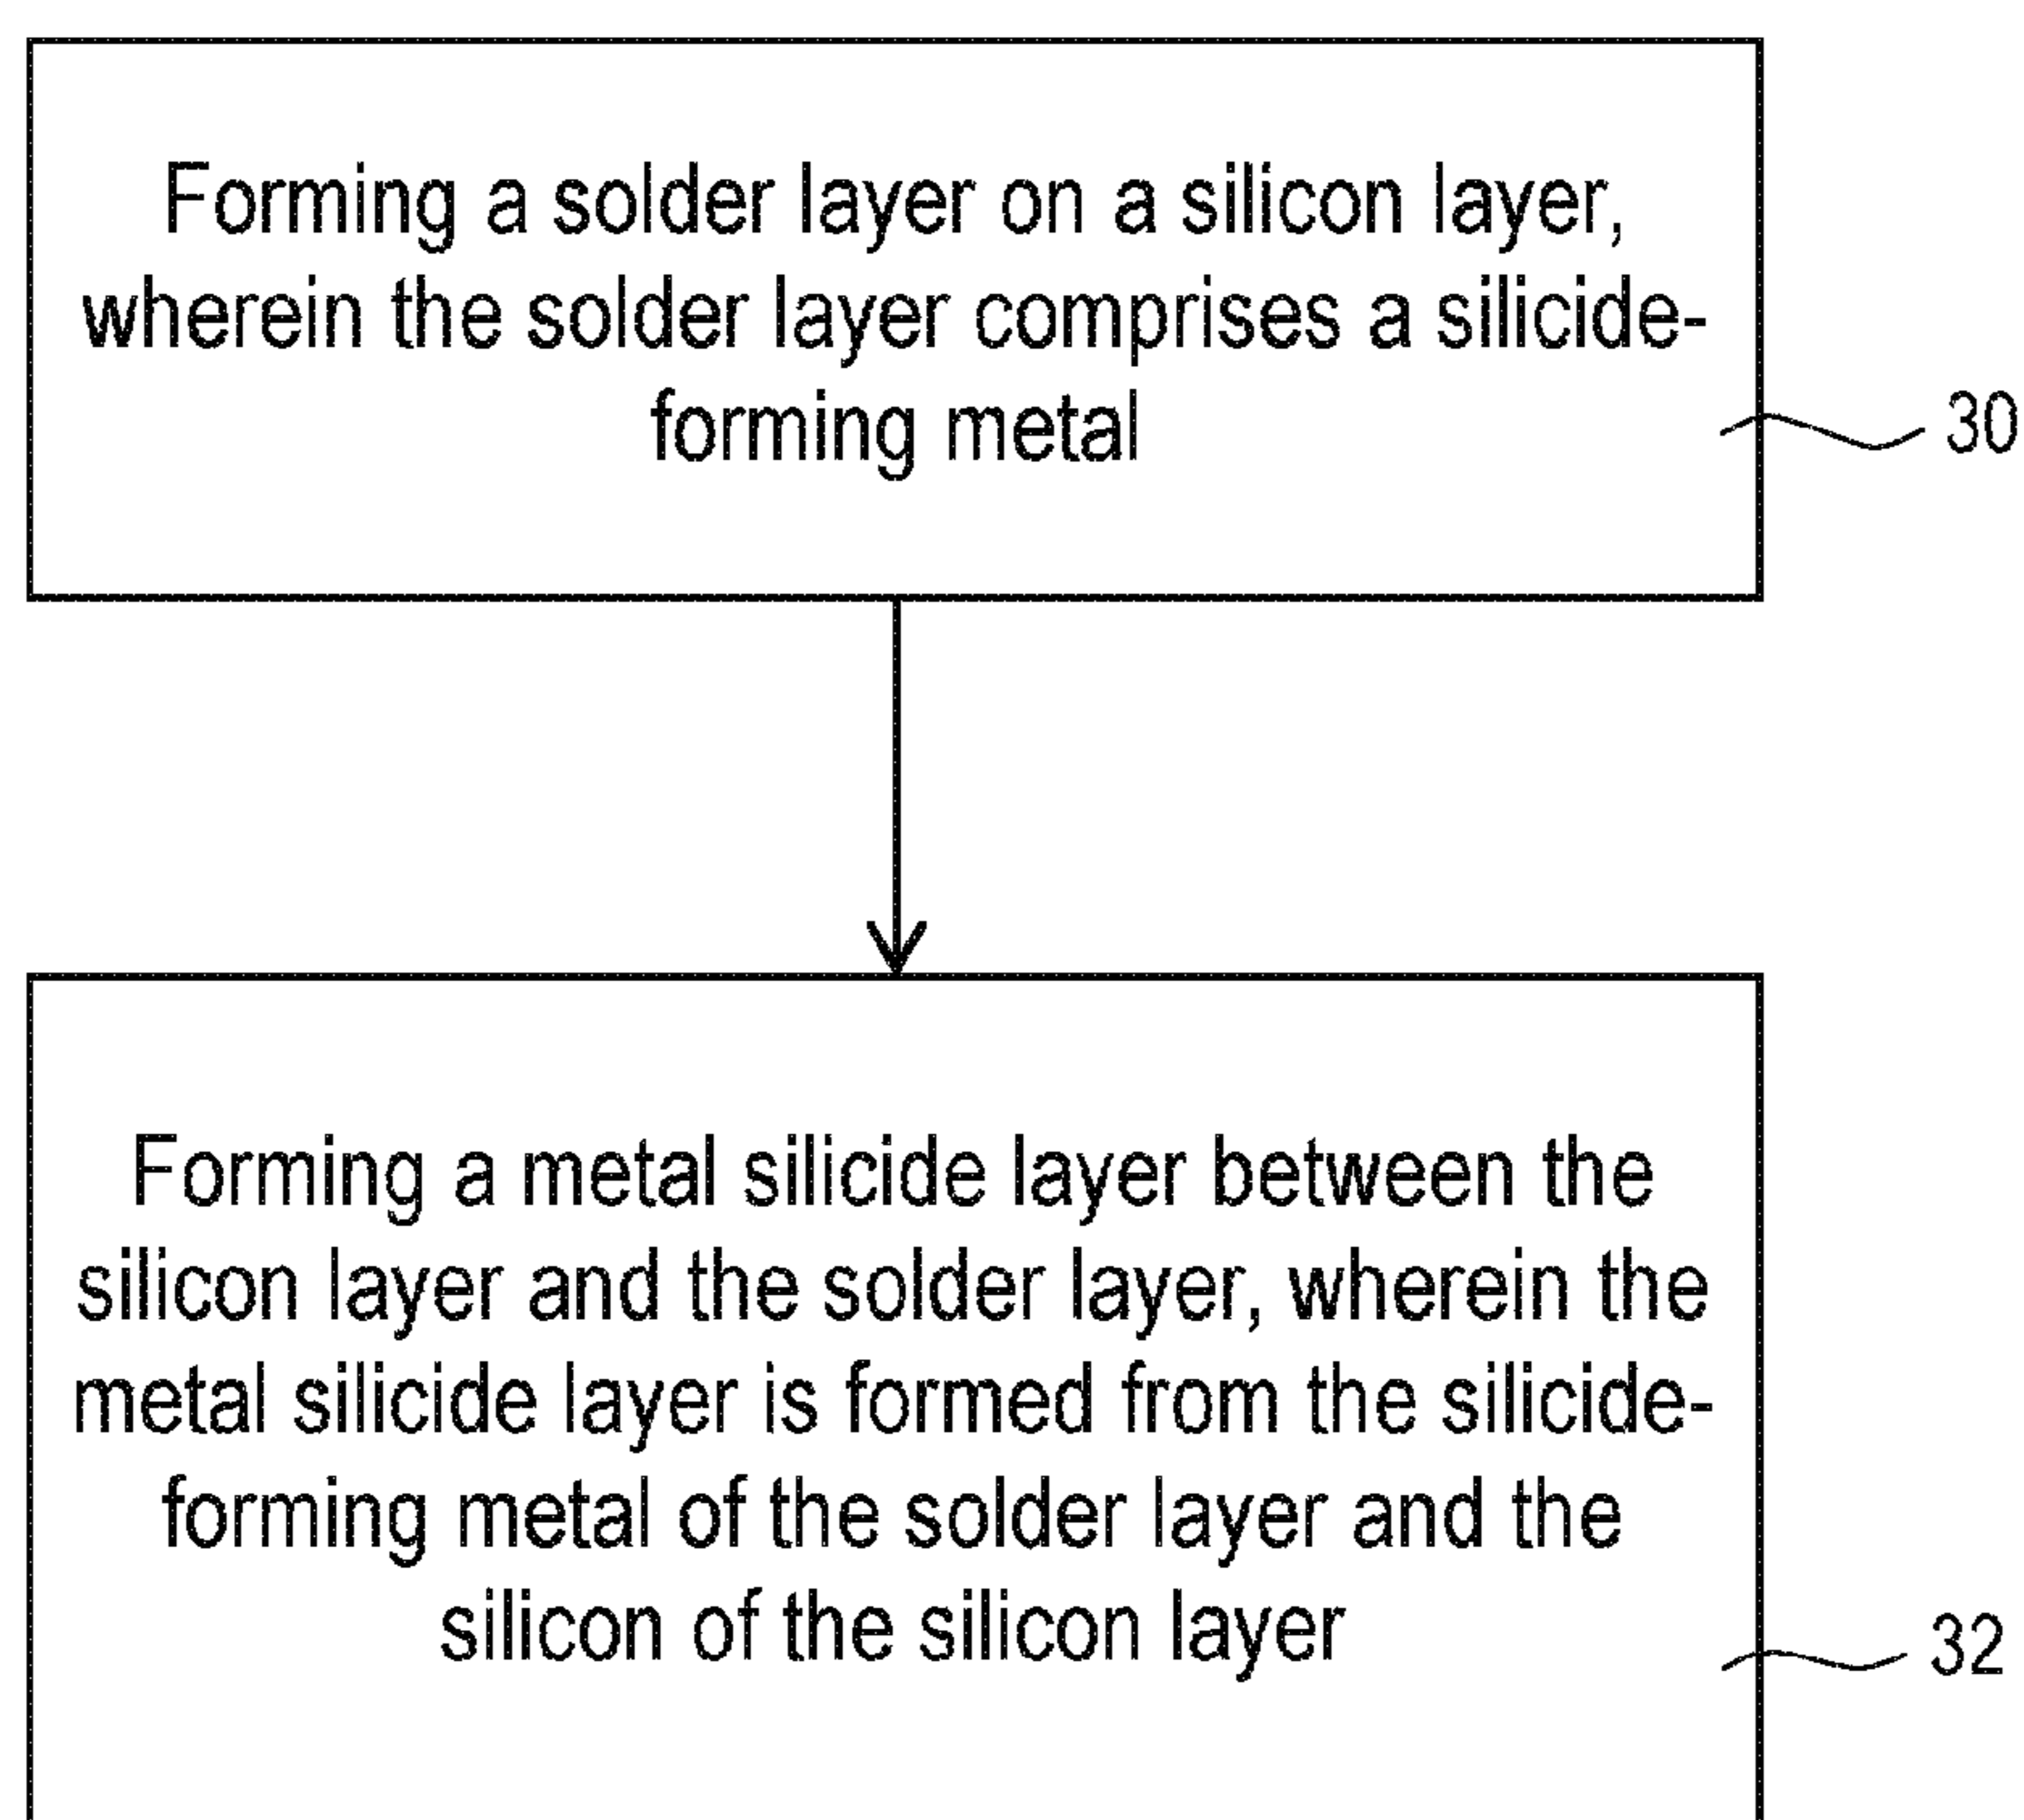 Forming a solder layer on a silicon layer,
wherein the solder layer comprises a silicide-
forming metal
30
Forming a metal silicide layer between the
silicon layer and the solder layer, wherein the
metal silicide layer is formed from the silicide-
forming metal of the solder layer and the
silicon of the silicon layer
32